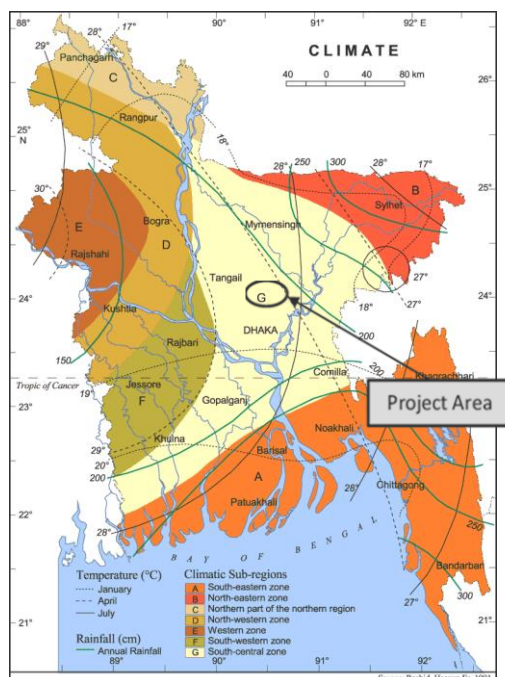 88° 89° 90° 91° 92° E
CLIMATE
40 0 40 80 km
29°
28°
Panchagarh
C
26°
Rangpur
18°
25°
N
28°
250
300
28°
17°
B
Sylhet
25°
30°
E
Bogra
D
Mymensingh
Rajshahi
Tangail
27°
18°
27°
24°
G
24°
Kushtia
DHAKA
200
Rajbari
150
200
Tropic of Cancer
19°
Jessore
Comilla
Khagrachhari
Project Area
23°
F
Gopalganj
23°
Noakhali
Khulna
29°
20°
200
Barisal
A
Chittagong
Patuakhali
28°
22°
22°
250
28°
BAY OF BENGAL
Bandarban
27°
300
Temperature (°C)
January
April
July
Rainfall (cm)
Annual Rainfall
Climatic Sub-regions
A South-eastern zone
B North-eastern zone
C Northern part of the northern region
D North-western zone
E Western zone
F South-western zone
G South-central zone
21°
21°
89° 90° 91° 92°